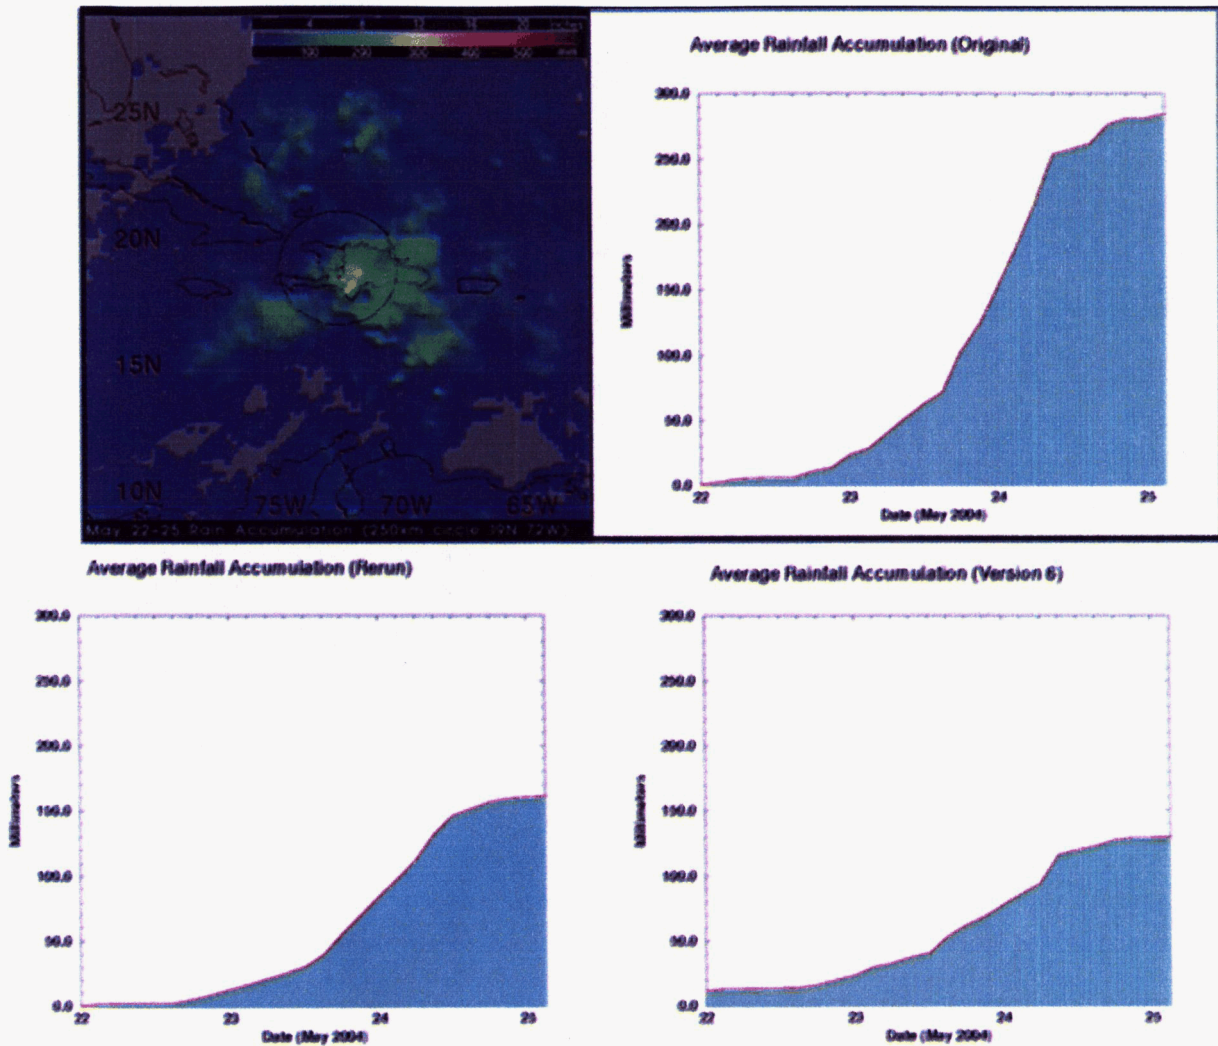 4 8 12 16 20 inches
100 200 300 400 500 mm
25N
20N
15N
10N
75W 70W 65W
May 22-25 Rain Accumulation (250km circle 19N 72W)
Average Rainfall Accumulation (Original)
300.0
250.0
200.0
150.0
100.0
50.0
0.0
Millimeters
22 23 24 25
Date (May 2004)
Average Rainfall Accumulation (Rerun)
300.0
250.0
200.0
150.0
100.0
50.0
0.0
Millimeters
22 23 24 25
Date (May 2004)
Average Rainfall Accumulation (Version 6)
300.0
250.0
200.0
150.0
100.0
50.0
0.0
Millimeters
22 23 24 25
Date (May 2004)